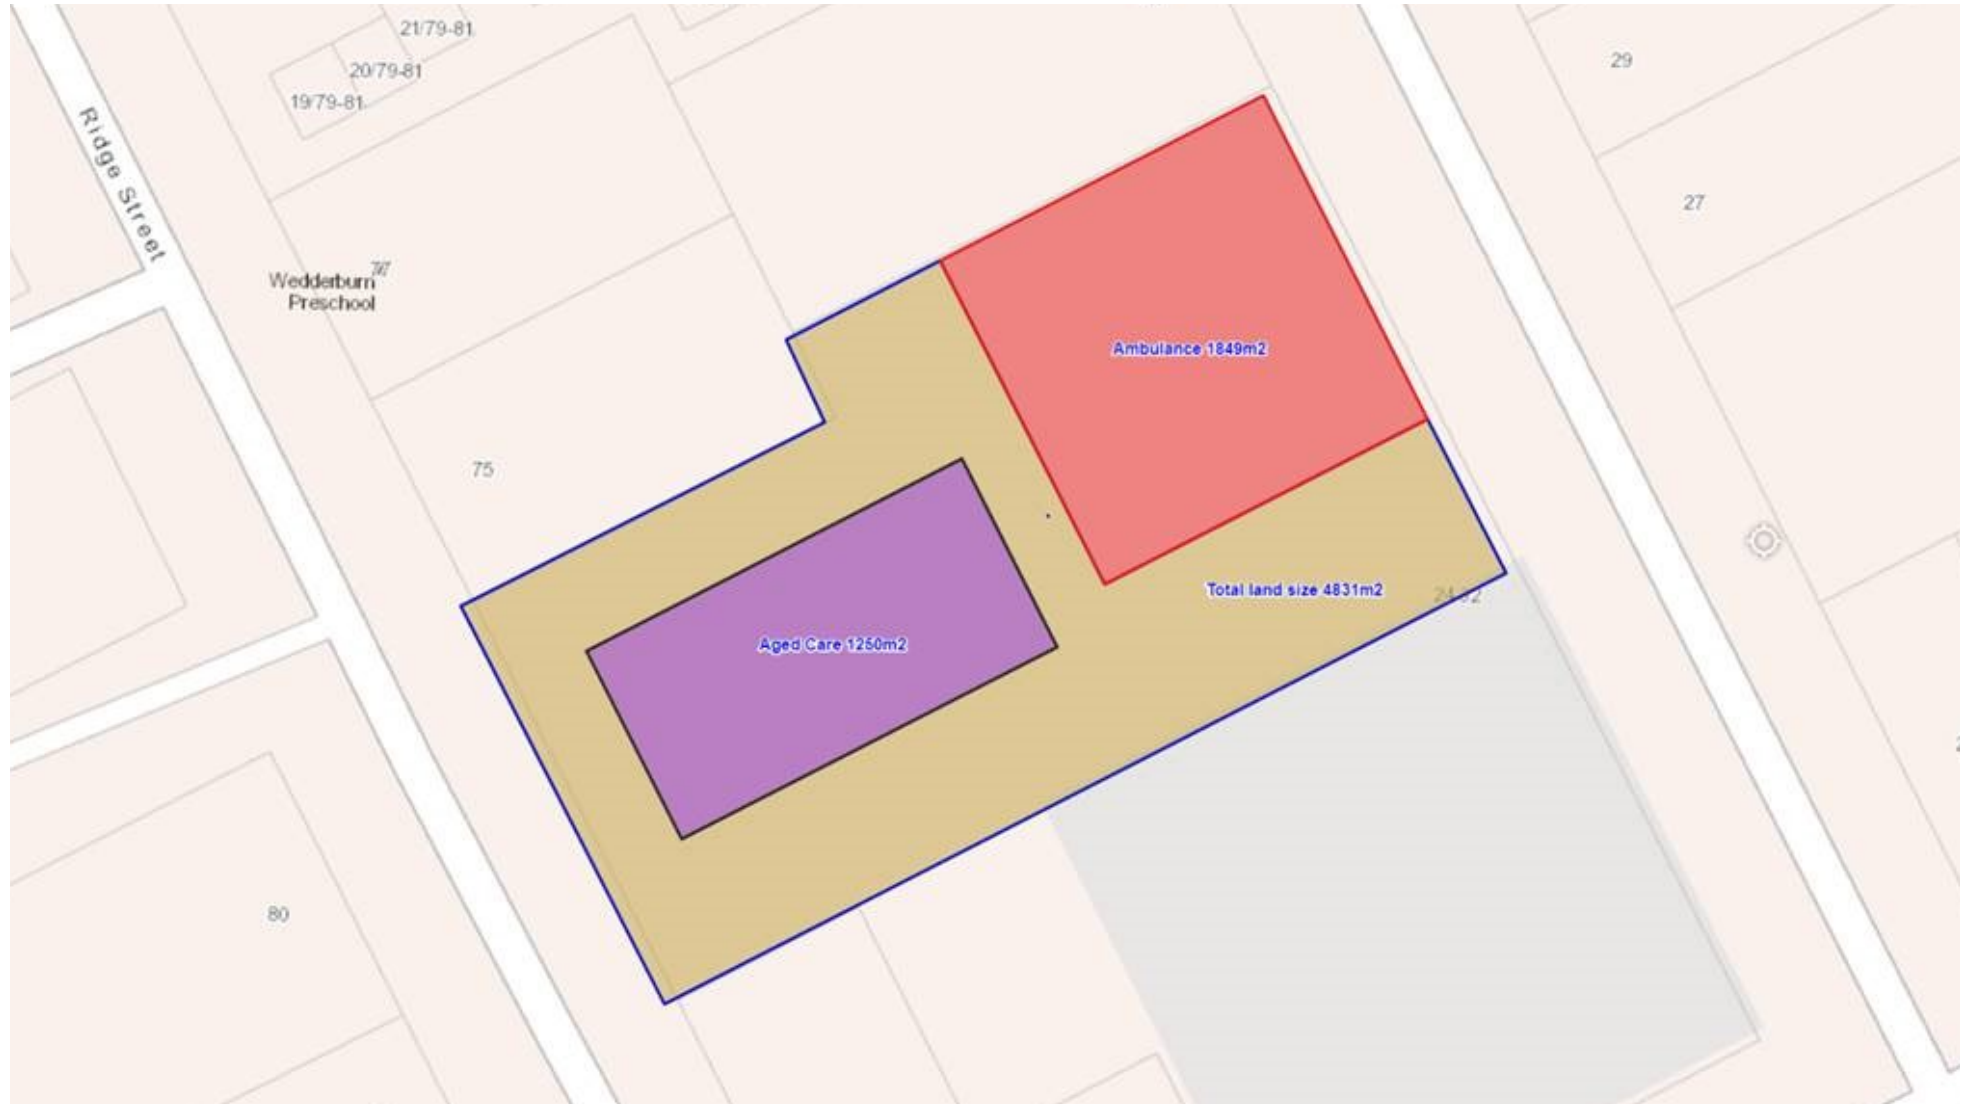 21/79-81
20/79-81
19/79-81
Ridge Street
29
27
77
Wedderburn
Preschool
Ambulance 1849m2
75
Total land size 4831m2
Aged Care 1250m2
80